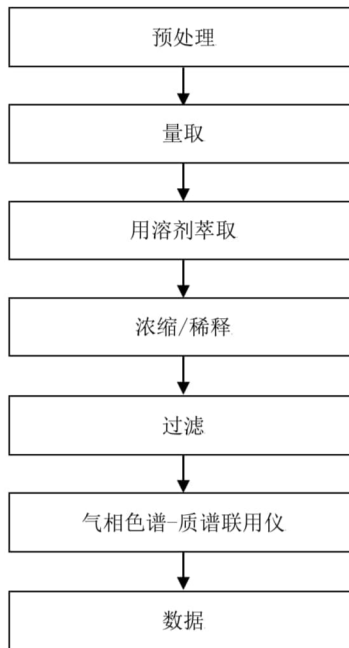 预处理
量取
用溶剂萃取
浓缩/稀释
过滤
气相色谱-质谱联用仪
数据